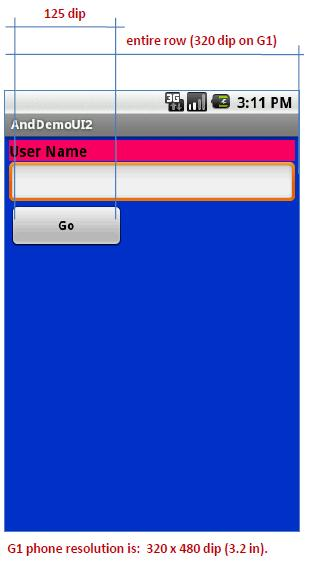 125 dip
entire row (320 dip on G1)
3G 3:11 PM
AndDemoUI2
User Name
Go
G1 phone resolution is: 320 x 480 dip (3.2 in).